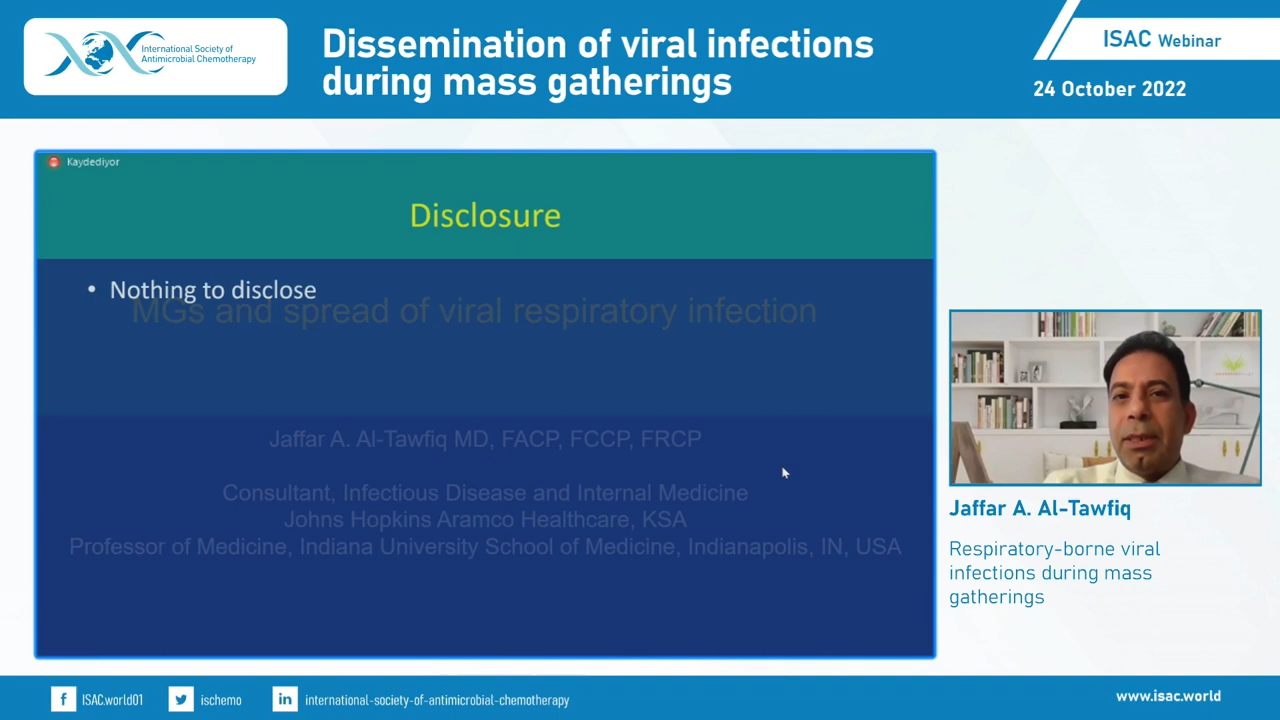 International Society of
Antimicrobial Chemotherapy
Dissemination of viral infections
during mass gatherings
ISAC Webinar
24 October 2022
Kaydediyor
Disclosure
• Nothing to disclose
MGs and spread of viral respiratory infection
Jaffar A. Al-Tawfiq MD, FACP, FCCP, FRCP
Consultant, Infectious Disease and Internal Medicine
Johns Hopkins Aramco Healthcare, KSA
Professor of Medicine, Indiana University School of Medicine, Indianapolis, IN, USA
Jaffar A. Al-Tawfiq
Respiratory-borne viral
infections during mass
gatherings
f ISAC.world01
ischemo
in international-society-of-antimicrobial-chemotherapy
www.isac.world